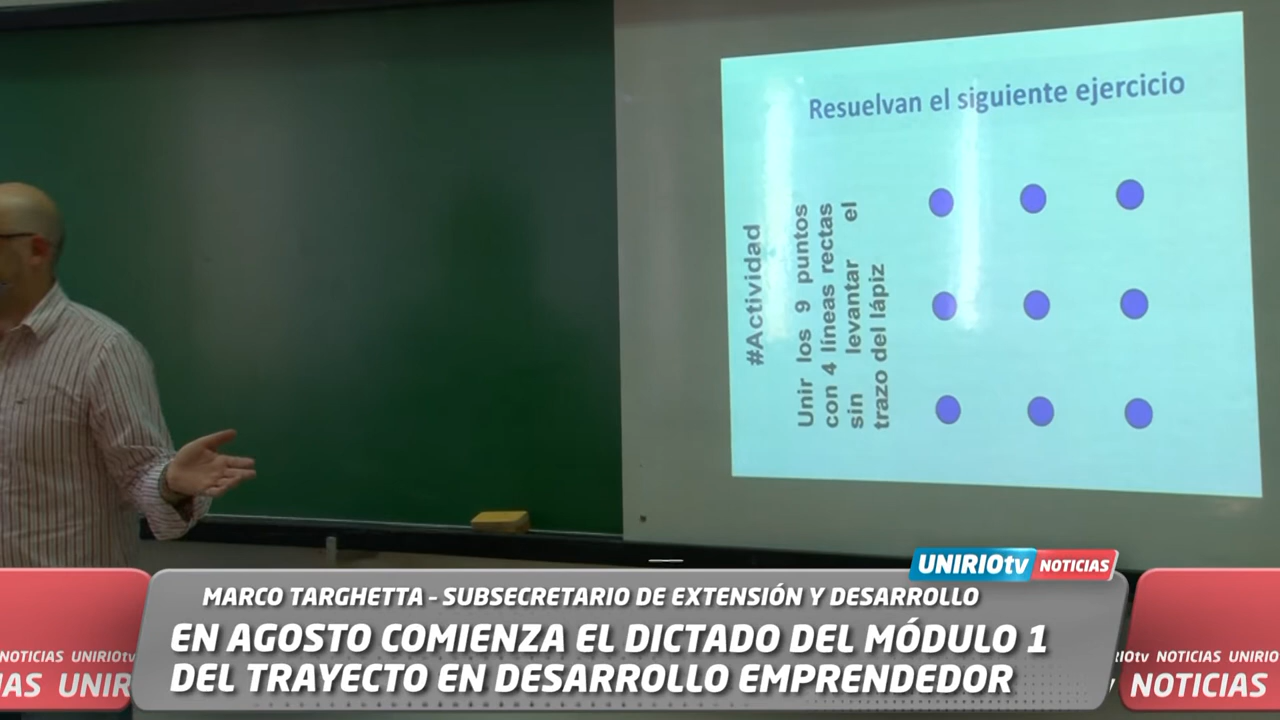 Resuelvan el siguiente ejercicio
#Actividad
Unir los 9 puntos
con 4 líneas rectas
sin levantar el
trazo del lápiz
UNIRIOtv NOTICIAS
MARCO TARGHETTA - SUBSECRETARIO DE EXTENSIÓN Y DESARROLLO
EN AGOSTO COMIENZA EL DICTADO DEL MÓDULO 1
DEL TRAYECTO EN DESARROLLO EMPRENDEDOR
NOTICIAS UNIRIOtv
IAS UNIR
IOtv NOTICIAS UNIRIO
NOTICIAS